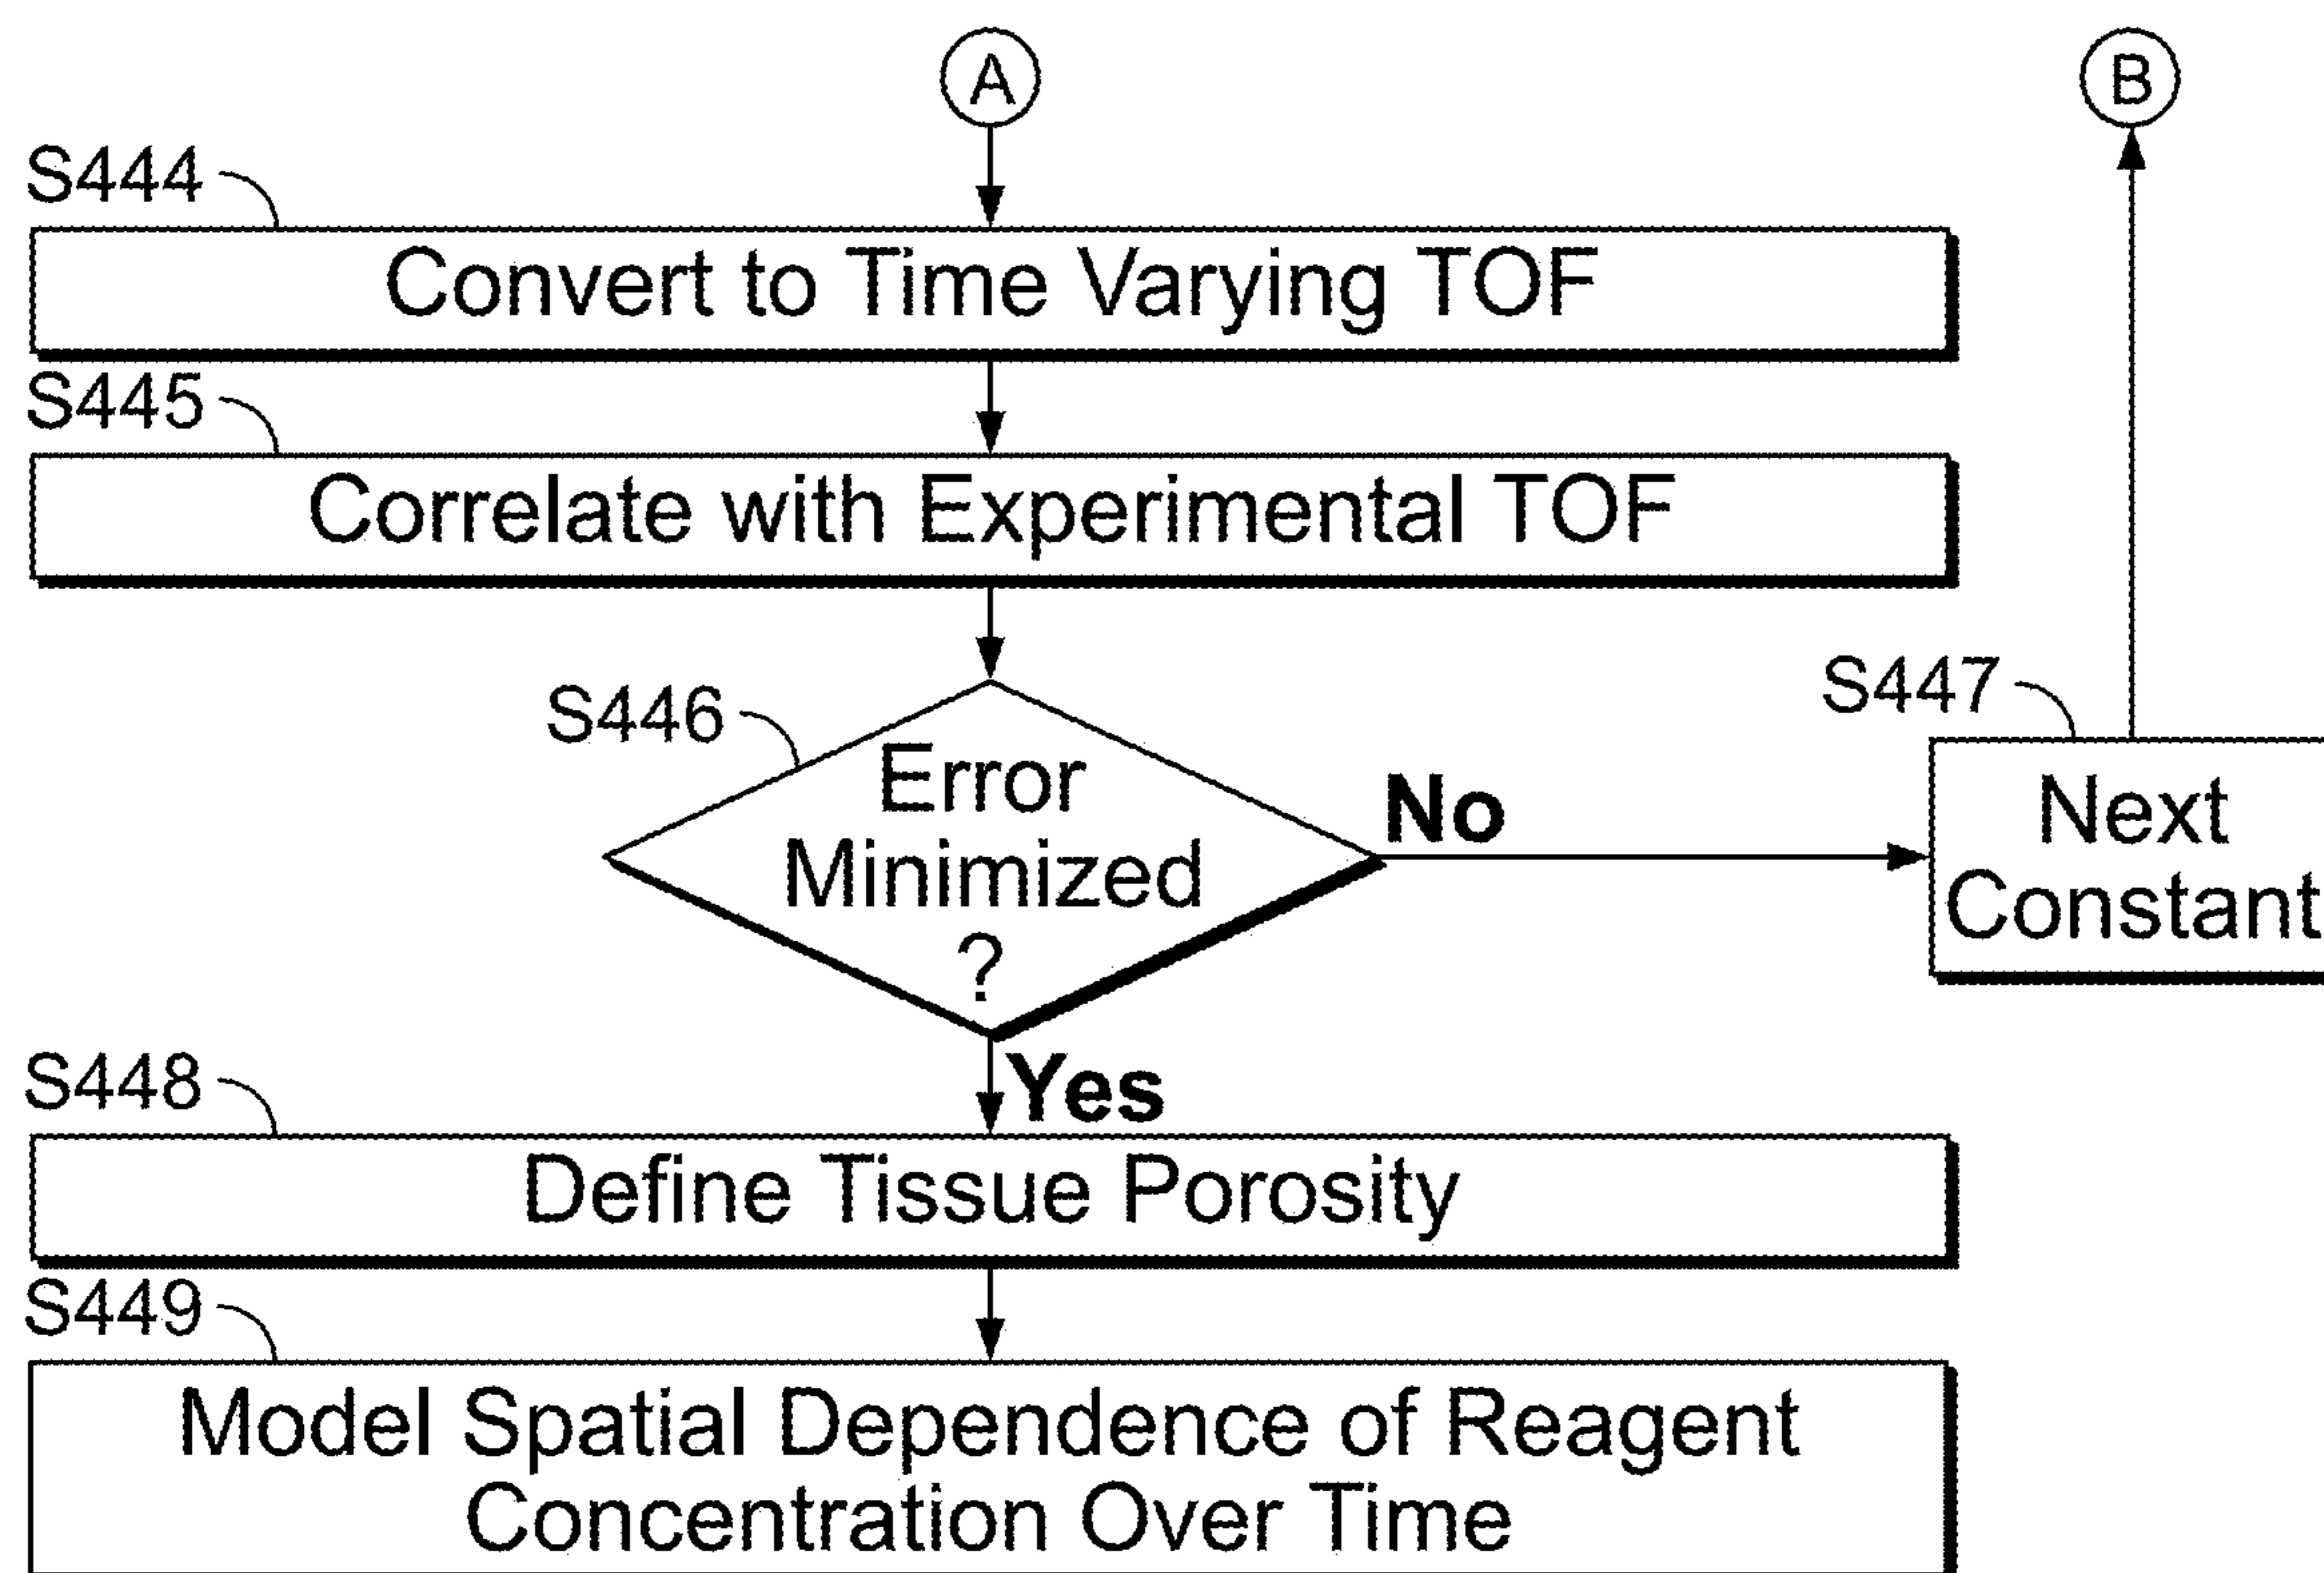 A
B
S444
Convert to Time Varying TOF
S445
Correlate with Experimental TOF
S446
Error
Minimized
?
No
S447
Next
Constant
Yes
S448
Define Tissue Porosity
S449
Model Spatial Dependence of Reagent
Concentration Over Time